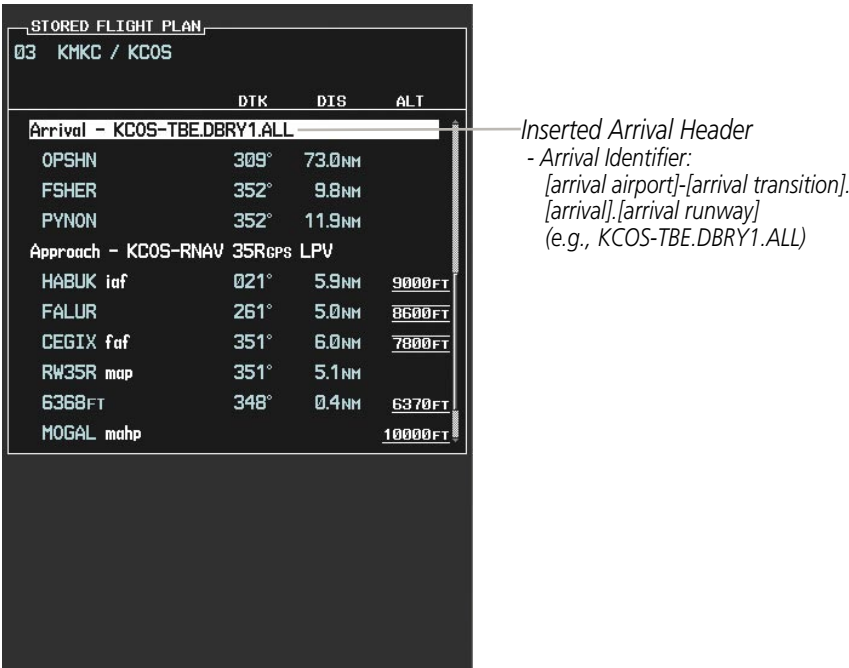 STORED FLIGHT PLAN
03 KMKC / KCOS
DTK DIS ALT
Arrival – KCOS-TBE.DBRY1.ALL
OPSHN 309° 73.0NM
FSHER 352° 9.8NM
PYNON 352° 11.9NM
Approach – KCOS-RNAV 35RGPS LPV
HABUK iaf 021° 5.9NM 9000FT
FALUR 261° 5.0NM 8600FT
CEGIX faf 351° 6.0NM 7800FT
RW35R map 351° 5.1NM
6368FT 348° 0.4NM 6370FT
MOGAL mahp 10000FT
Inserted Arrival Header
- Arrival Identifier:
[arrival airport]-[arrival transition].
[arrival].[arrival runway]
(e.g., KCOS-TBE.DBRY1.ALL)